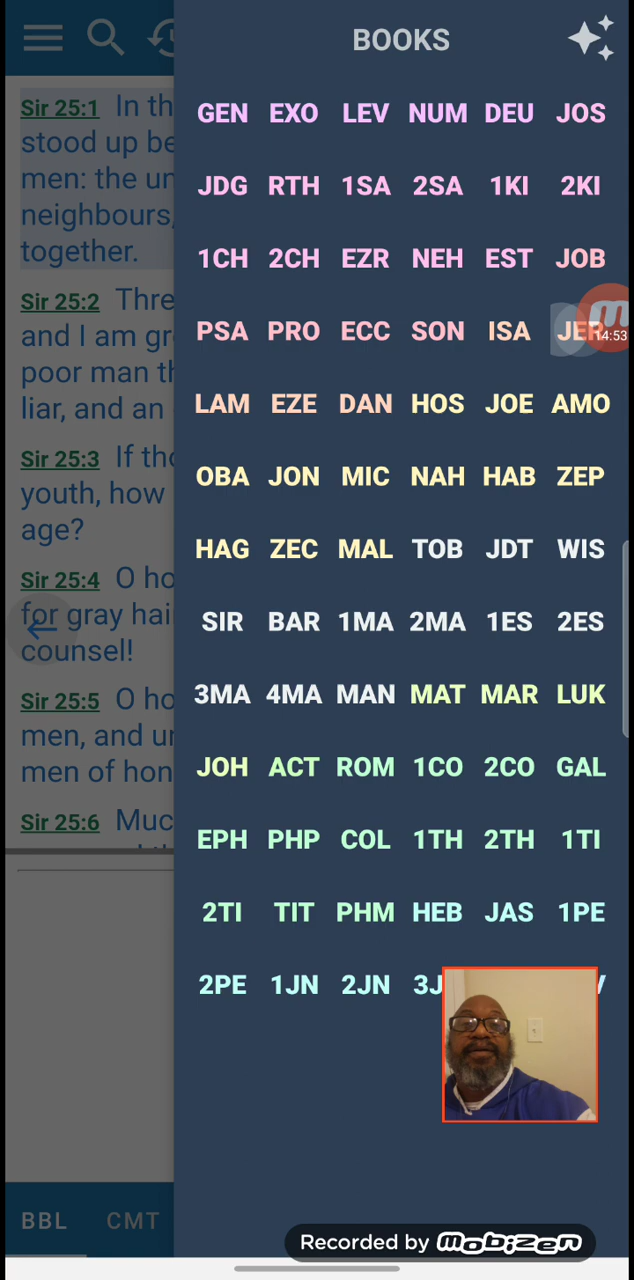 BOOKS
GEN EXO LEV NUM DEU JOS
JDG RTH 1SA 2SA 1KI 2KI
1CH 2CH EZR NEH EST JOB
PSA PRO ECC SON ISA JER
14:53
LAM EZE DAN HOS JOE AMO
OBA JON MIC NAH HAB ZEP
HAG ZEC MAL TOB JDT WIS
SIR BAR 1MA 2MA 1ES 2ES
3MA 4MA MAN MAT MAR LUK
JOH ACT ROM 1CO 2CO GAL
EPH PHP COL 1TH 2TH 1TI
2TI TIT PHM HEB JAS 1PE
2PE 1JN 2JN
Sir 25:1 In th
stood up be
men: the un
neighbours,
together.
Sir 25:2 Thre
and I am gr
poor man th
liar, and an
Sir 25:3 If tho
youth, how
age?
Sir 25:4 O ho
for gray hai
counsel!
Sir 25:5 O ho
men, and un
men of hon
Sir 25:6 Muc
BBL CMT
Recorded by mobizen